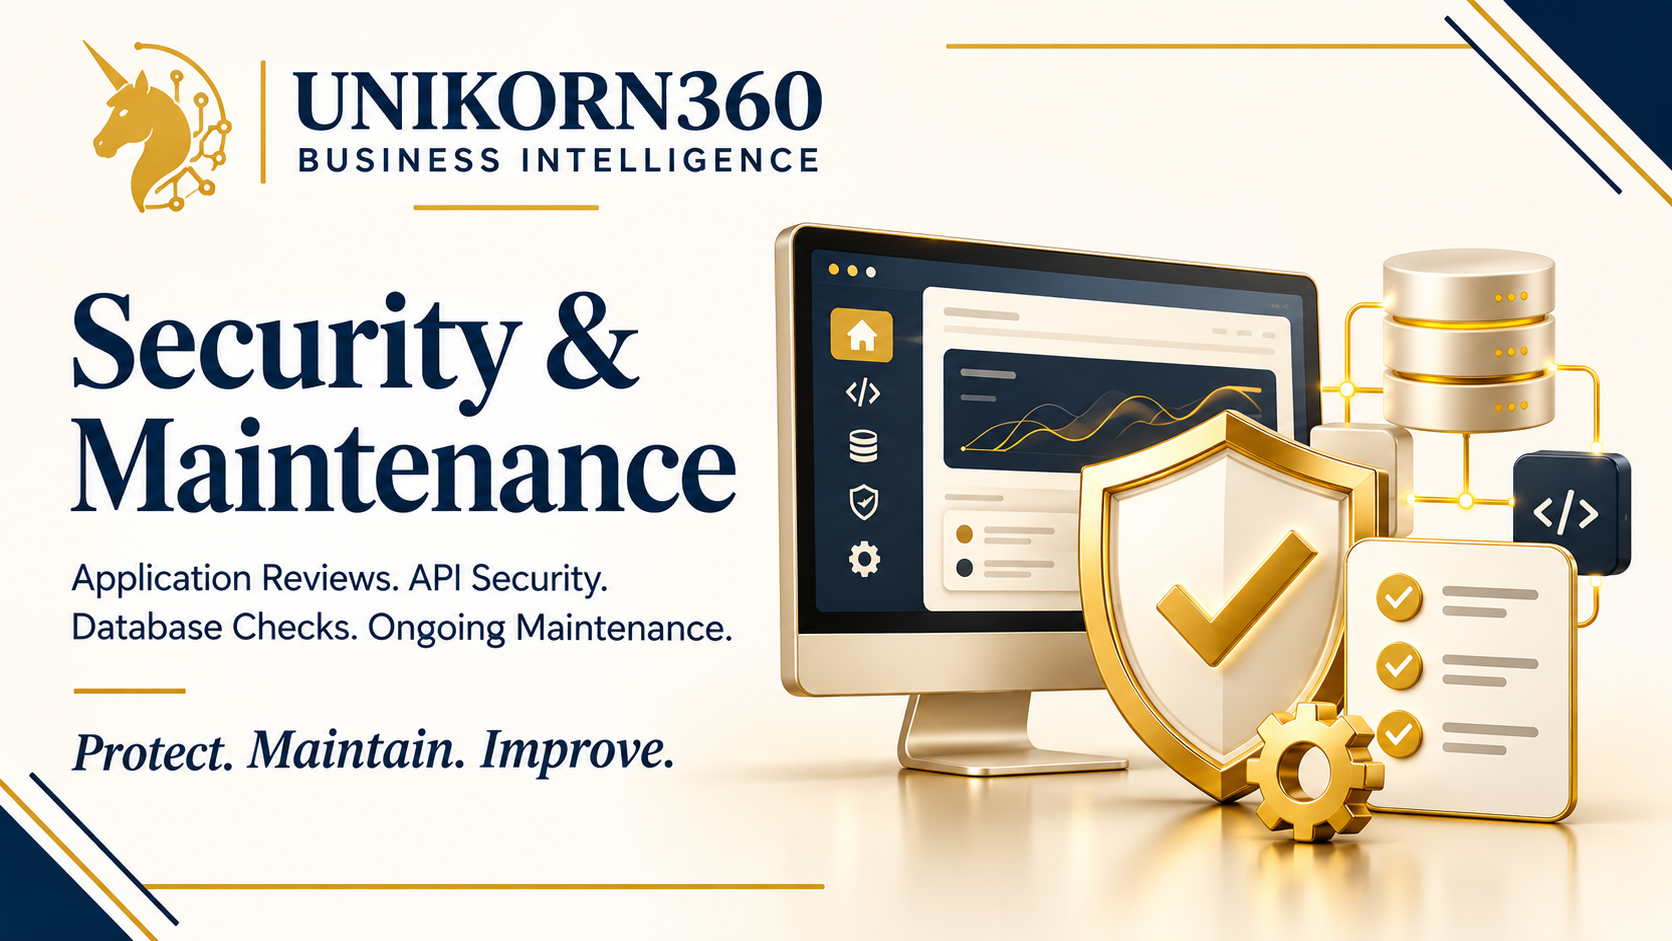 UNIKORN360
BUSINESS INTELLIGENCE
Security &
Maintenance
Application Reviews. API Security.
Database Checks. Ongoing Maintenance.
Protect. Maintain. Improve.